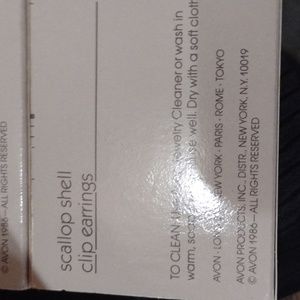 scallop shell
clip earrings
TO CLEAN: Jewelry Cleaner or wash in
warm, well. Dry with a soft cloth
AVON · NEW YORK · PARIS · ROME · TOKYO
AVON PRODUCTS, INC., DISTR., NEW YORK, N.Y. 10019
© AVON 1986—ALL RIGHTS RESERVED
© AVON 1986—ALL RIGHTS RESERVED